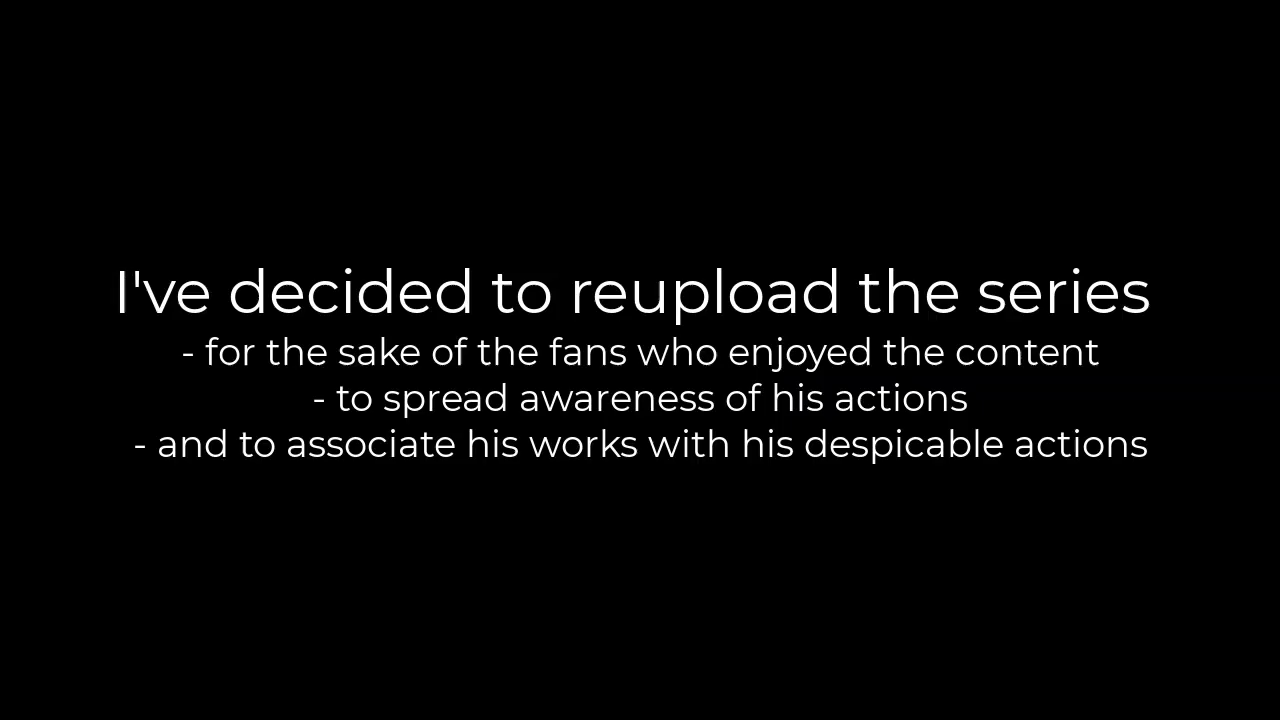 I've decided to reupload the series
- for the sake of the fans who enjoyed the content
- to spread awareness of his actions
- and to associate his works with his despicable actions